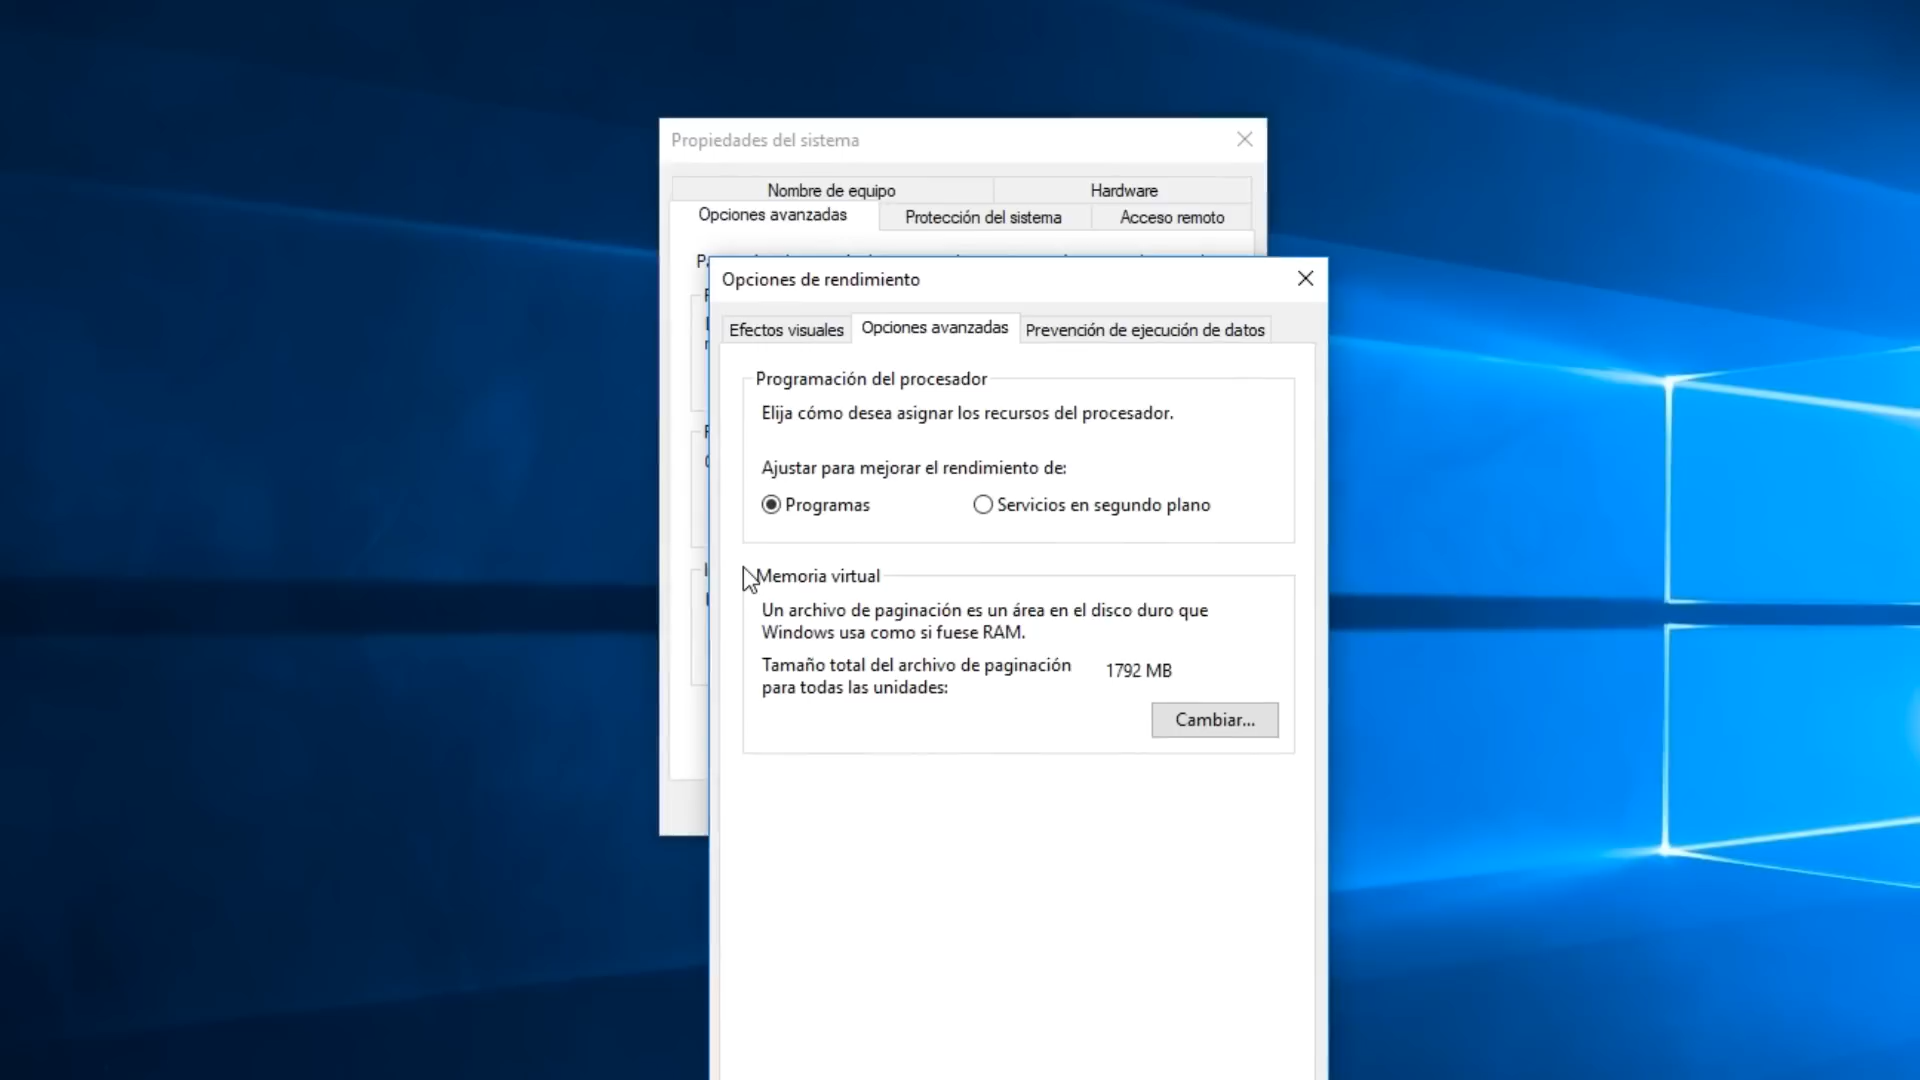 Propiedades del sistema
Nombre de equipo
Hardware
Opciones avanzadas
Protección del sistema
Acceso remoto
Opciones de rendimiento
Efectos visuales
Opciones avanzadas
Prevención de ejecución de datos
Programación del procesador
Elija cómo desea asignar los recursos del procesador.
Ajustar para mejorar el rendimiento de:
Programas
Servicios en segundo plano
Memoria virtual
Un archivo de paginación es un área en el disco duro que
Windows usa como si fuese RAM.
Tamaño total del archivo de paginación
para todas las unidades:
1792 MB
Cambiar...